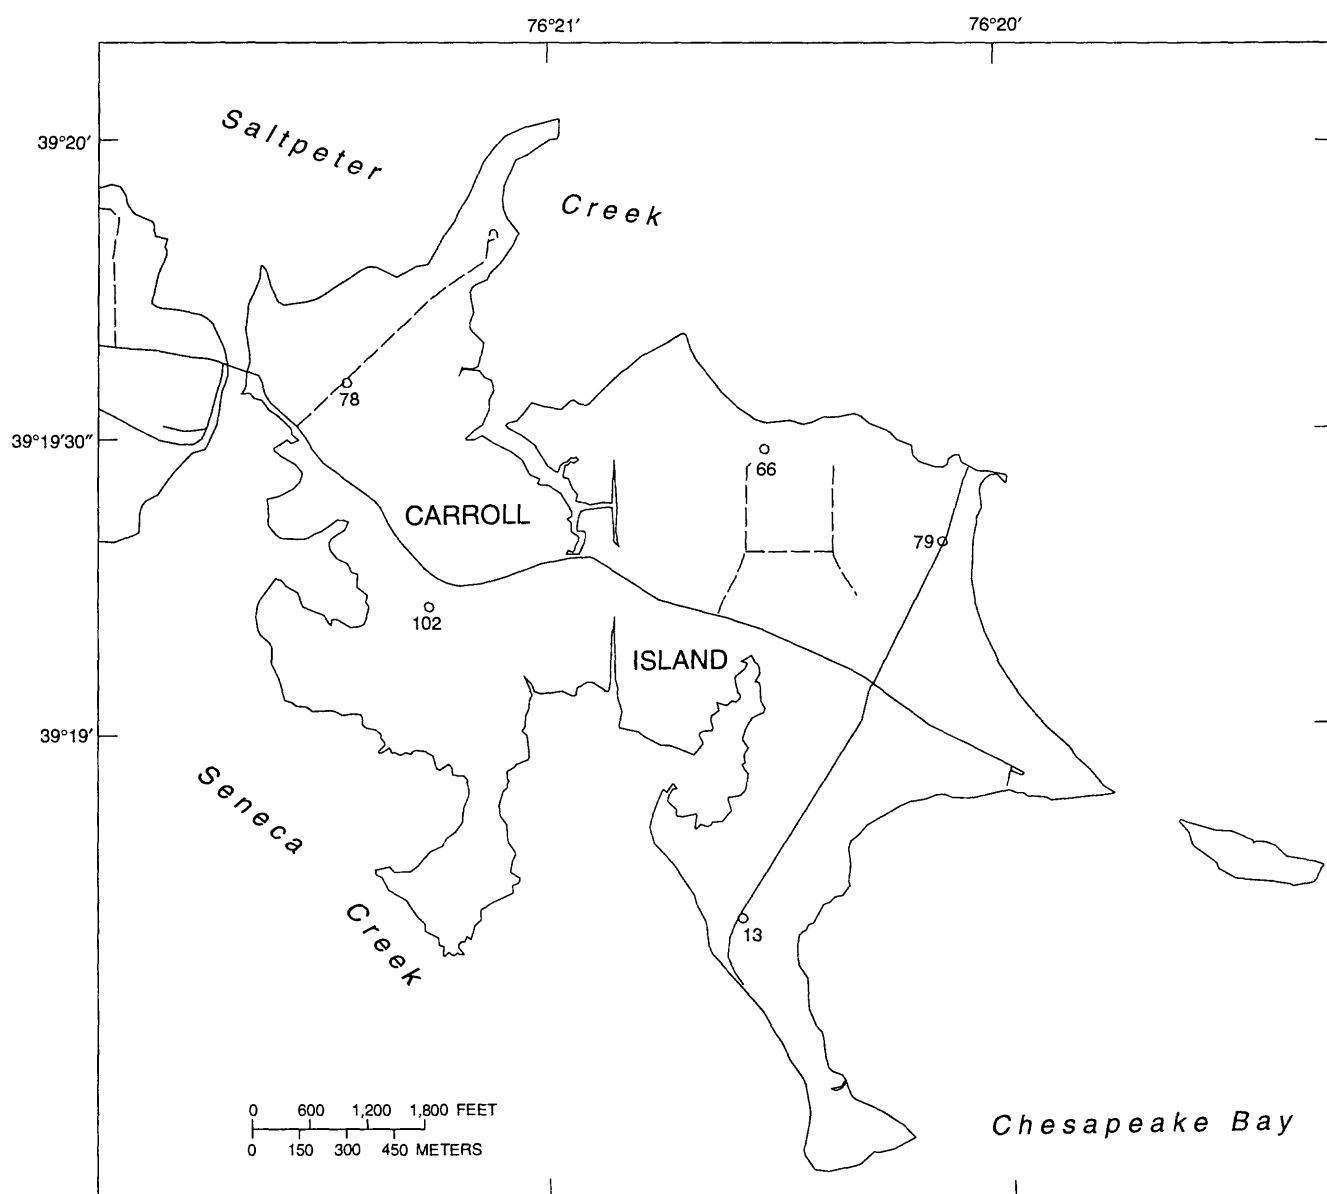 76°21′ 76°20′
39°20′
Saltpeter
Creek
78
39°19′30″
66
CARROLL
79
102
ISLAND
39°19′
Seneca
Creek
13
0 600 1,200 1,800 FEET
0 150 300 450 METERS
Chesapeake Bay